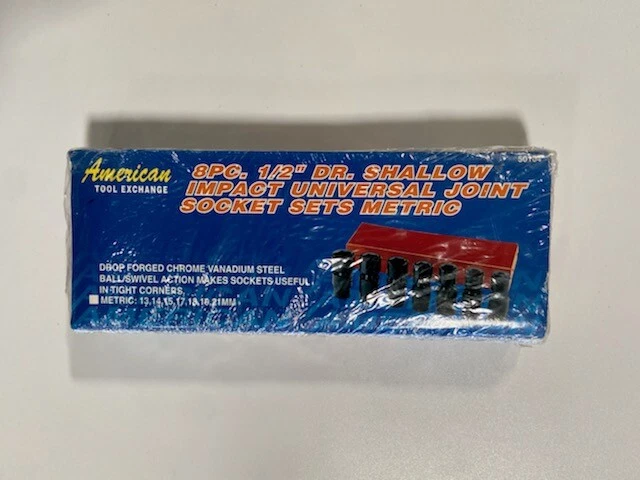 American
TOOL EXCHANGE
8PC. 1/2" DR. SHALLOW
IMPACT UNIVERSAL JOINT
SOCKET SETS METRIC
DROP FORGED CHROME VANADIUM STEEL
BALL/SWIVEL ACTION MAKES SOCKETS USEFUL
IN TIGHT CORNERS.
METRIC: 13,14,15,17,18,19,21MM